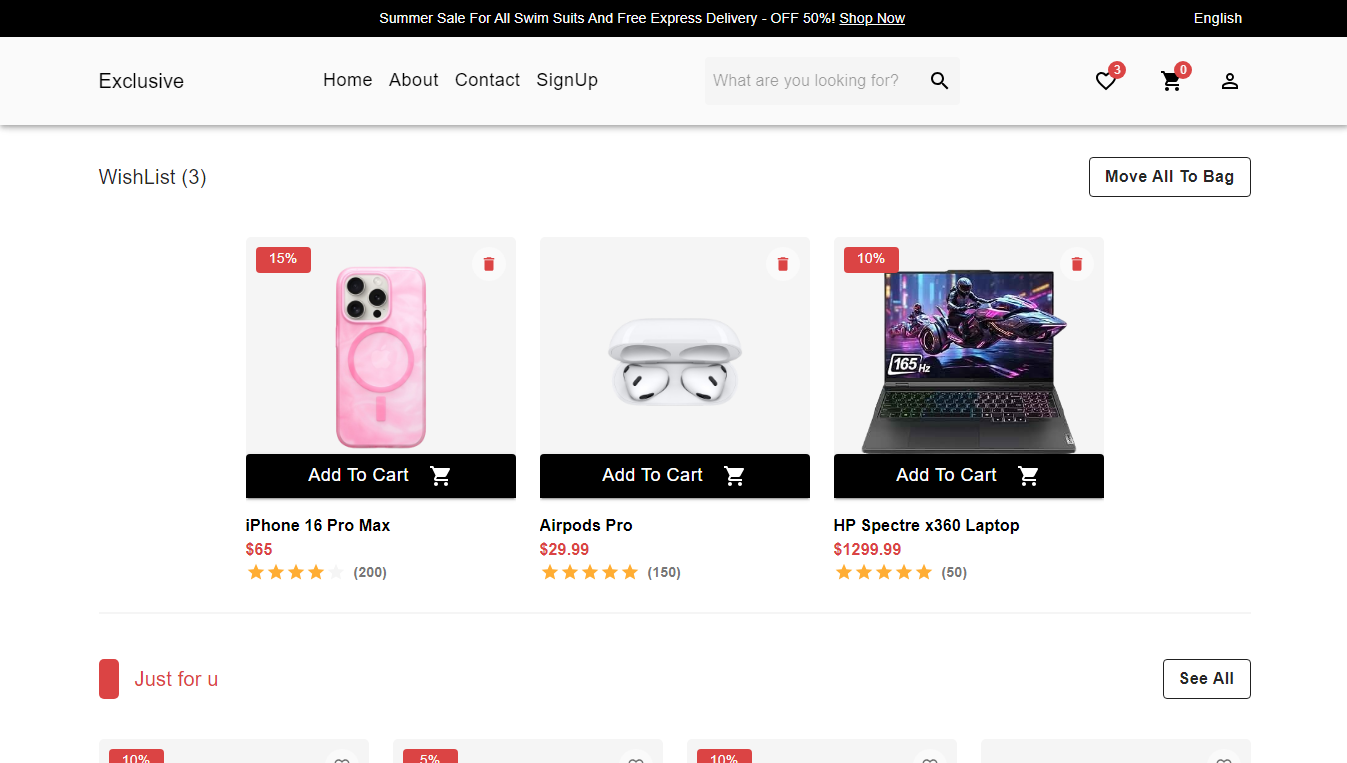 Summer Sale For All Swim Suits And Free Express Delivery - OFF 50%! Shop Now
English
Exclusive
Home
About
Contact
SignUp
What are you looking for?
3
0
WishList (3)
Move All To Bag
15%
10%
165 Hz
Add To Cart
Add To Cart
Add To Cart
iPhone 16 Pro Max
$65
(200)
Airpods Pro
$29.99
(150)
HP Spectre x360 Laptop
$1299.99
(50)
Just for u
See All
10%
5%
10%